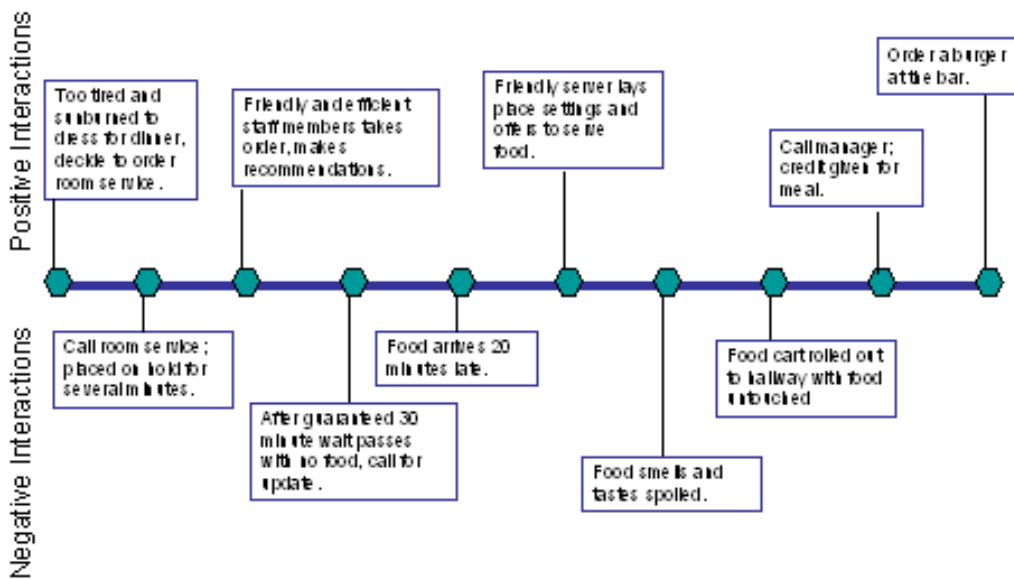 Positive Interactions
Too tired and
sunburned to
dress for dinner,
decide to order
room service.
Friendly and efficient
staff members takes
order, makes
recommendations.
Friendly server lays
place settings and
offers to serve
food.
Call manager;
credit given for
meal.
Order a burger
at the bar.
Negative Interactions
Call room service;
placed on hold for
several minutes.
After guaranteed 30
minute wait passes
with no food, call for
update.
Food arrives 20
minutes late.
Food smells and
tastes spoiled.
Food cart rolled out
to hallway with food
untouched